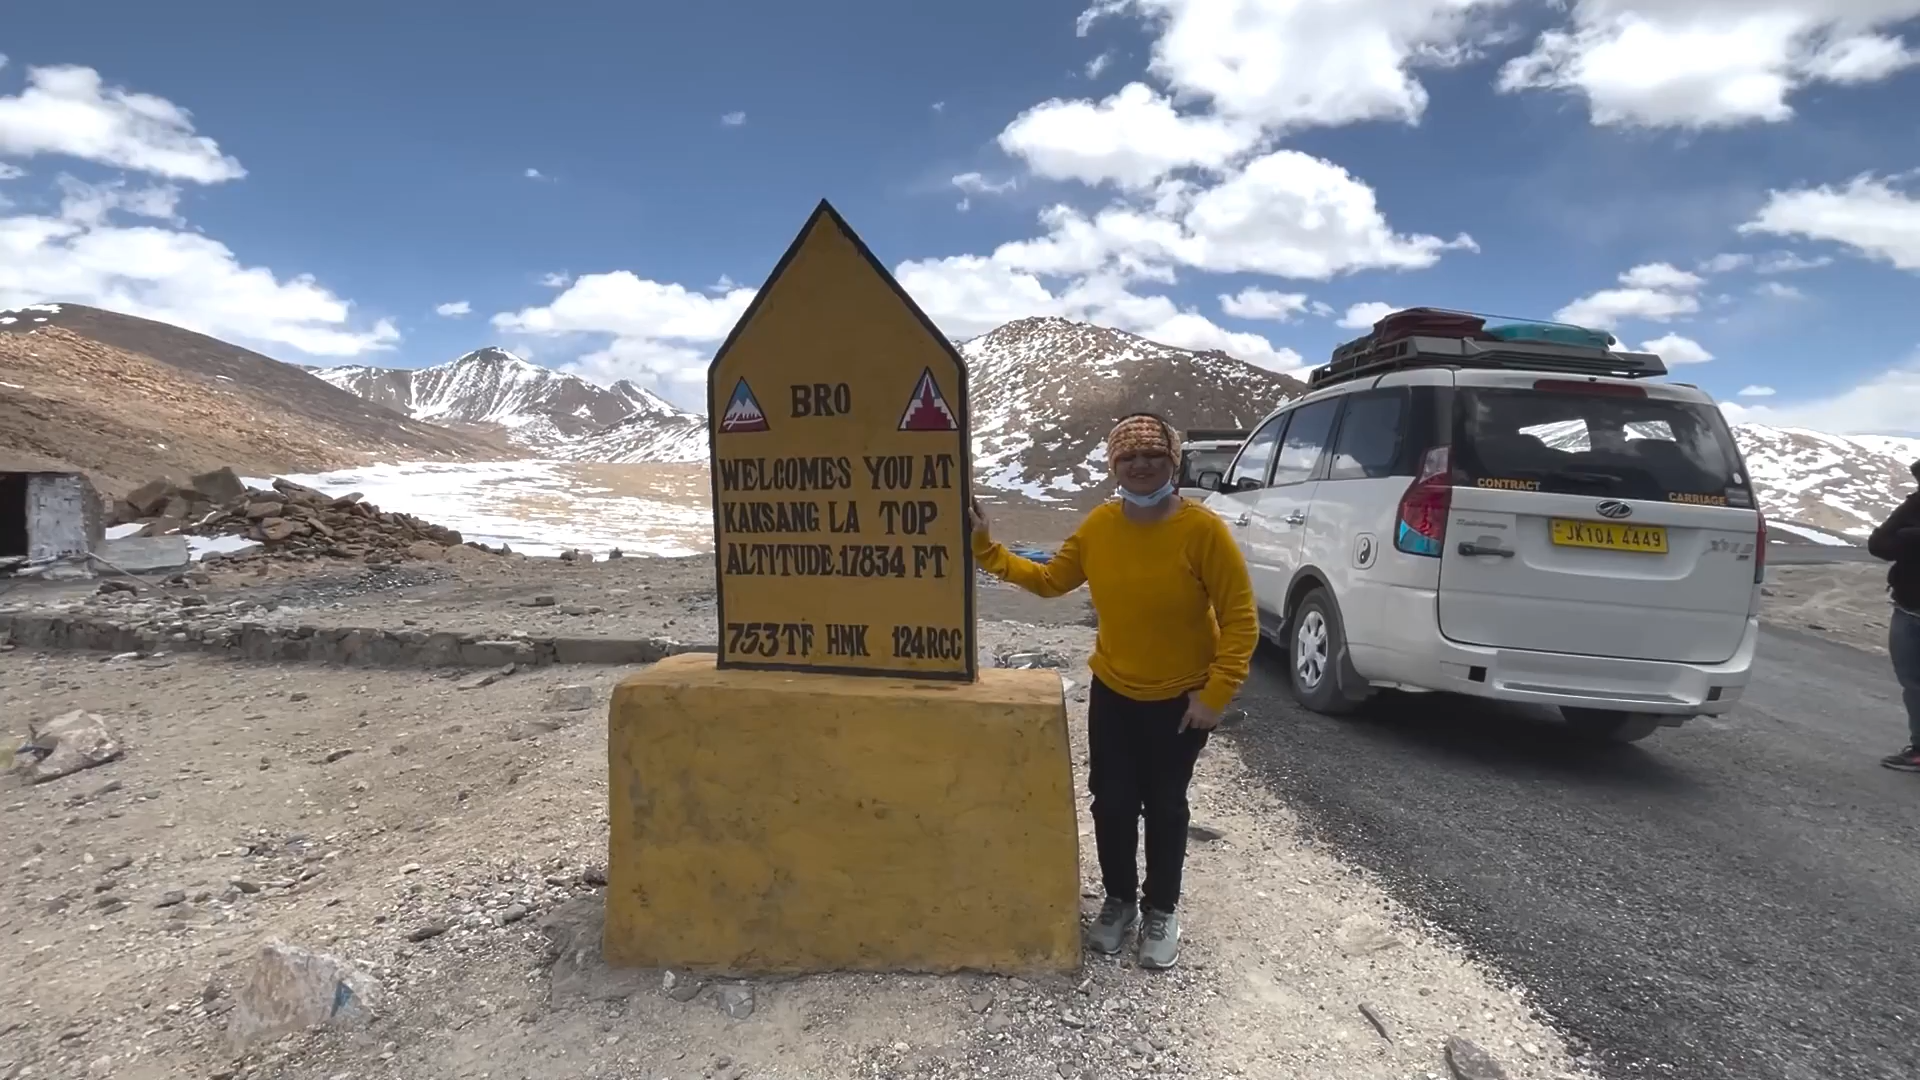 BRO
WELCOMES YOU AT
KAKSANG LA TOP
ALTITUDE.17834 FT
753TF HMK 124RCC
CONTRACT CARRIAGE
JK10A 4449